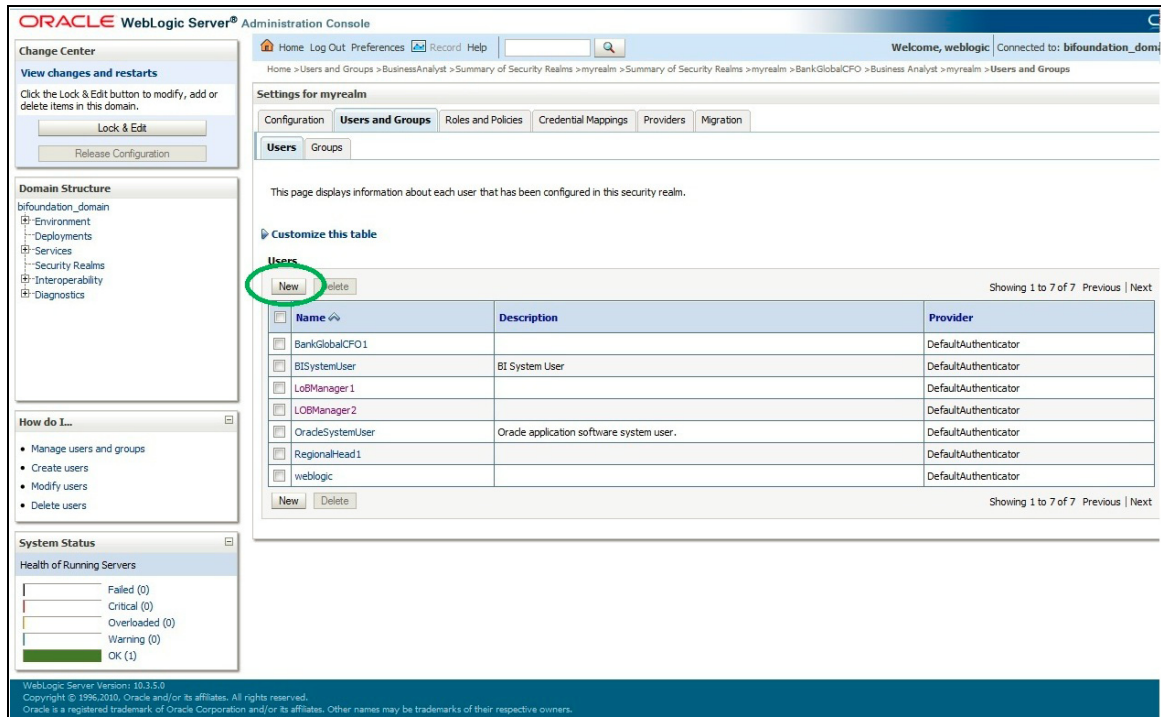 ORACLE WebLogic Server® Administration Console
Change Center
View changes and restarts
Click the Lock & Edit button to modify, add or
delete items in this domain.
Lock & Edit
Release Configuration
Domain Structure
bifoundation_domain
Environment
Deployments
Services
Security Realms
Interoperability
Diagnostics
How do I...
Manage users and groups
Create users
Modify users
Delete users
System Status
Health of Running Servers
Failed (0)
Critical (0)
Overloaded (0)
Warning (0)
OK (1)
Home Log Out Preferences Record Help
Welcome, weblogic Connected to: bifoundation_doma
Home >Users and Groups >BusinessAnalyst >Summary of Security Realms >myrealm >Summary of Security Realms >myrealm >BankGlobalCFO >Business Analyst >myrealm >Users and Groups
Settings for myrealm
Configuration Users and Groups Roles and Policies Credential Mappings Providers Migration
Users Groups
This page displays information about each user that has been configured in this security realm.
Customize this table
Users
New Delete Showing 1 to 7 of 7 Previous | Next
Name Description Provider
BankGlobalCFO1 DefaultAuthenticator
BISystemUser BI System User DefaultAuthenticator
LoBManager1 DefaultAuthenticator
LOBManager2 DefaultAuthenticator
OracleSystemUser Oracle application software system user. DefaultAuthenticator
RegionalHead1 DefaultAuthenticator
weblogic DefaultAuthenticator
New Delete Showing 1 to 7 of 7 Previous | Next
WebLogic Server Version: 10.3.5.0
Copyright © 1996,2010, Oracle and/or its affiliates. All rights reserved.
Oracle is a registered trademark of Oracle Corporation and/or its affiliates. Other names may be trademarks of their respective owners.